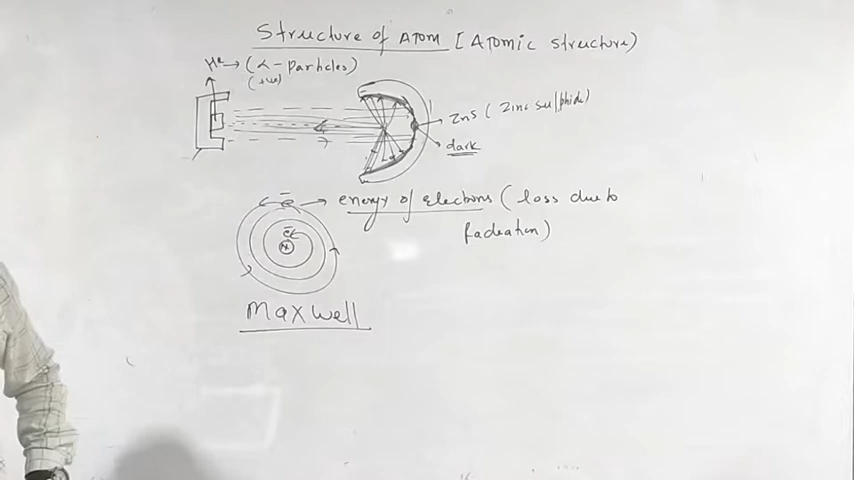 Structure of Atom [Atomic structure)
He → (α-particles)
(+ve)
ZnS (Zinc sulphide)
dark
e → energy of electrons (loss due to
Radiation)
e
N
Maxwell